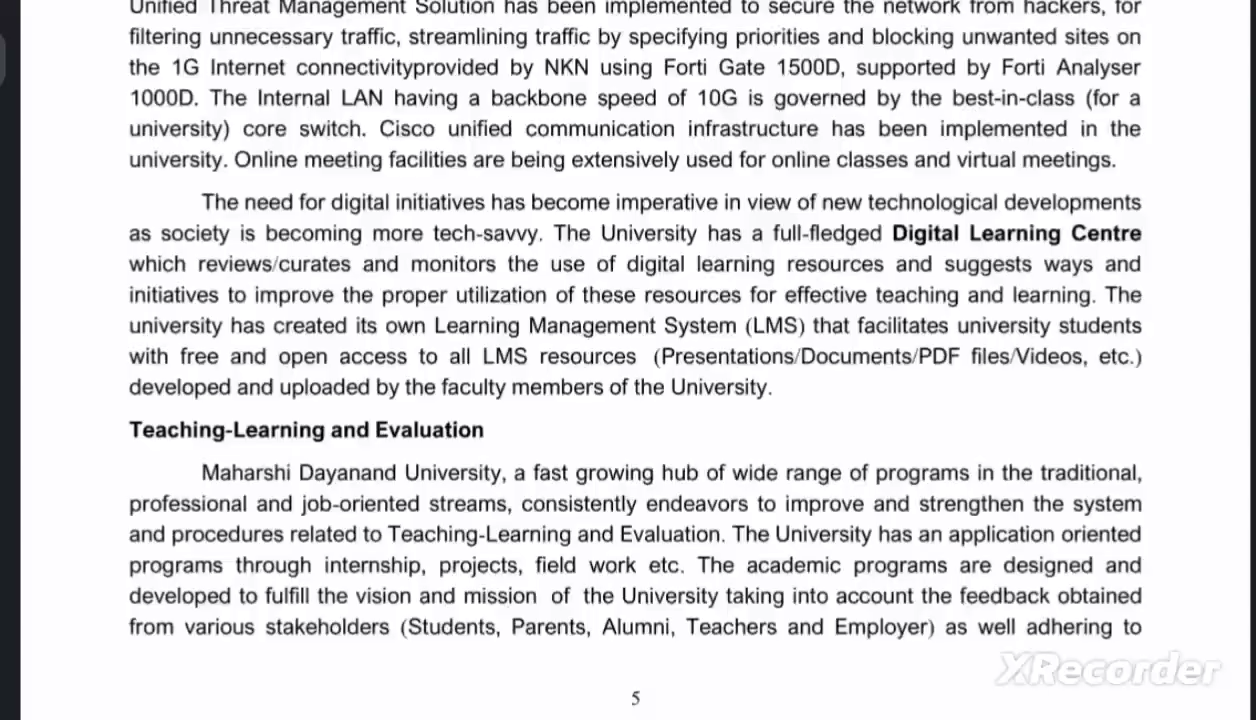 Unified Threat Management Solution has been implemented to secure the network from hackers, for
filtering unnecessary traffic, streamlining traffic by specifying priorities and blocking unwanted sites on
the 1G Internet connectivityprovided by NKN using Forti Gate 1500D, supported by Forti Analyser
1000D. The Internal LAN having a backbone speed of 10G is governed by the best-in-class (for a
university) core switch. Cisco unified communication infrastructure has been implemented in the
university. Online meeting facilities are being extensively used for online classes and virtual meetings.
The need for digital initiatives has become imperative in view of new technological developments
as society is becoming more tech-savvy. The University has a full-fledged Digital Learning Centre
which reviews/curates and monitors the use of digital learning resources and suggests ways and
initiatives to improve the proper utilization of these resources for effective teaching and learning. The
university has created its own Learning Management System (LMS) that facilitates university students
with free and open access to all LMS resources (Presentations/Documents/PDF files/Videos, etc.)
developed and uploaded by the faculty members of the University.
Teaching-Learning and Evaluation
Maharshi Dayanand University, a fast growing hub of wide range of programs in the traditional,
professional and job-oriented streams, consistently endeavors to improve and strengthen the system
and procedures related to Teaching-Learning and Evaluation. The University has an application oriented
programs through internship, projects, field work etc. The academic programs are designed and
developed to fulfill the vision and mission of the University taking into account the feedback obtained
from various stakeholders (Students, Parents, Alumni, Teachers and Employer) as well adhering to
XRecorder
5